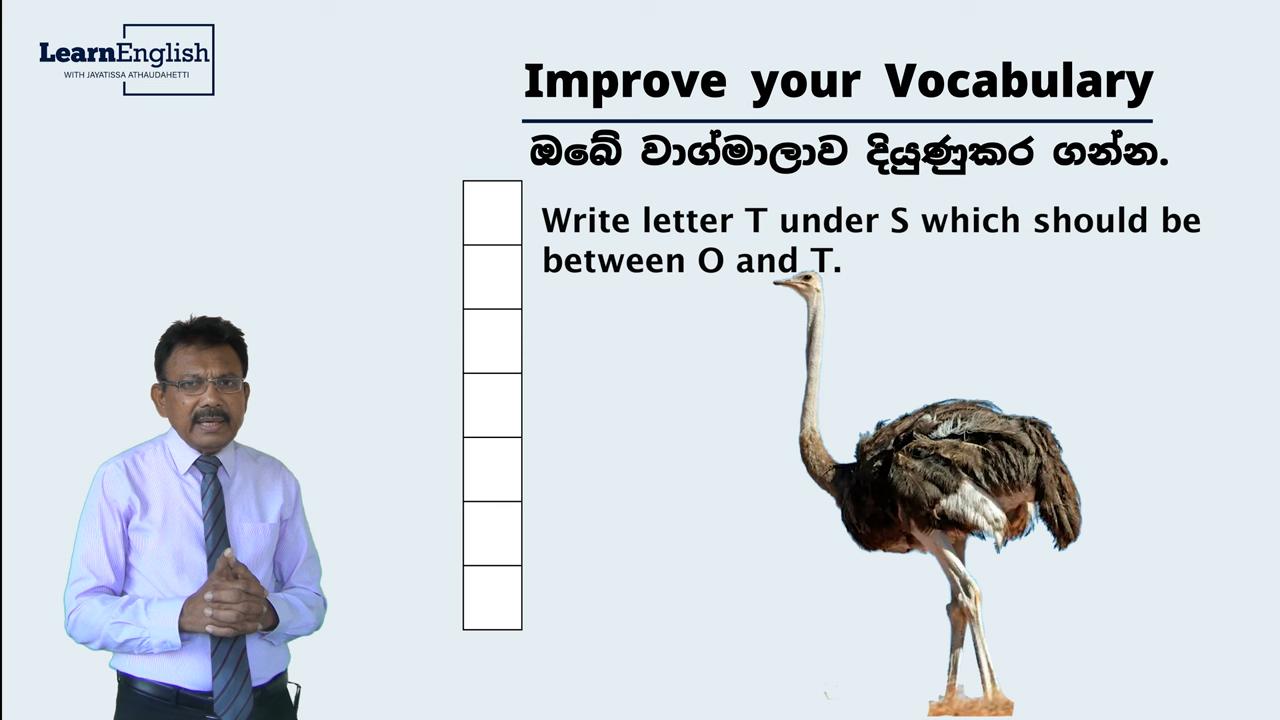 LearnEnglish
WITH JAYATISSA ATHAUDAHETTI
Improve your Vocabulary
ඔබේ වාග්මාලාව දියුණුකර ගන්න.
Write letter T under S which should be
between O and T.